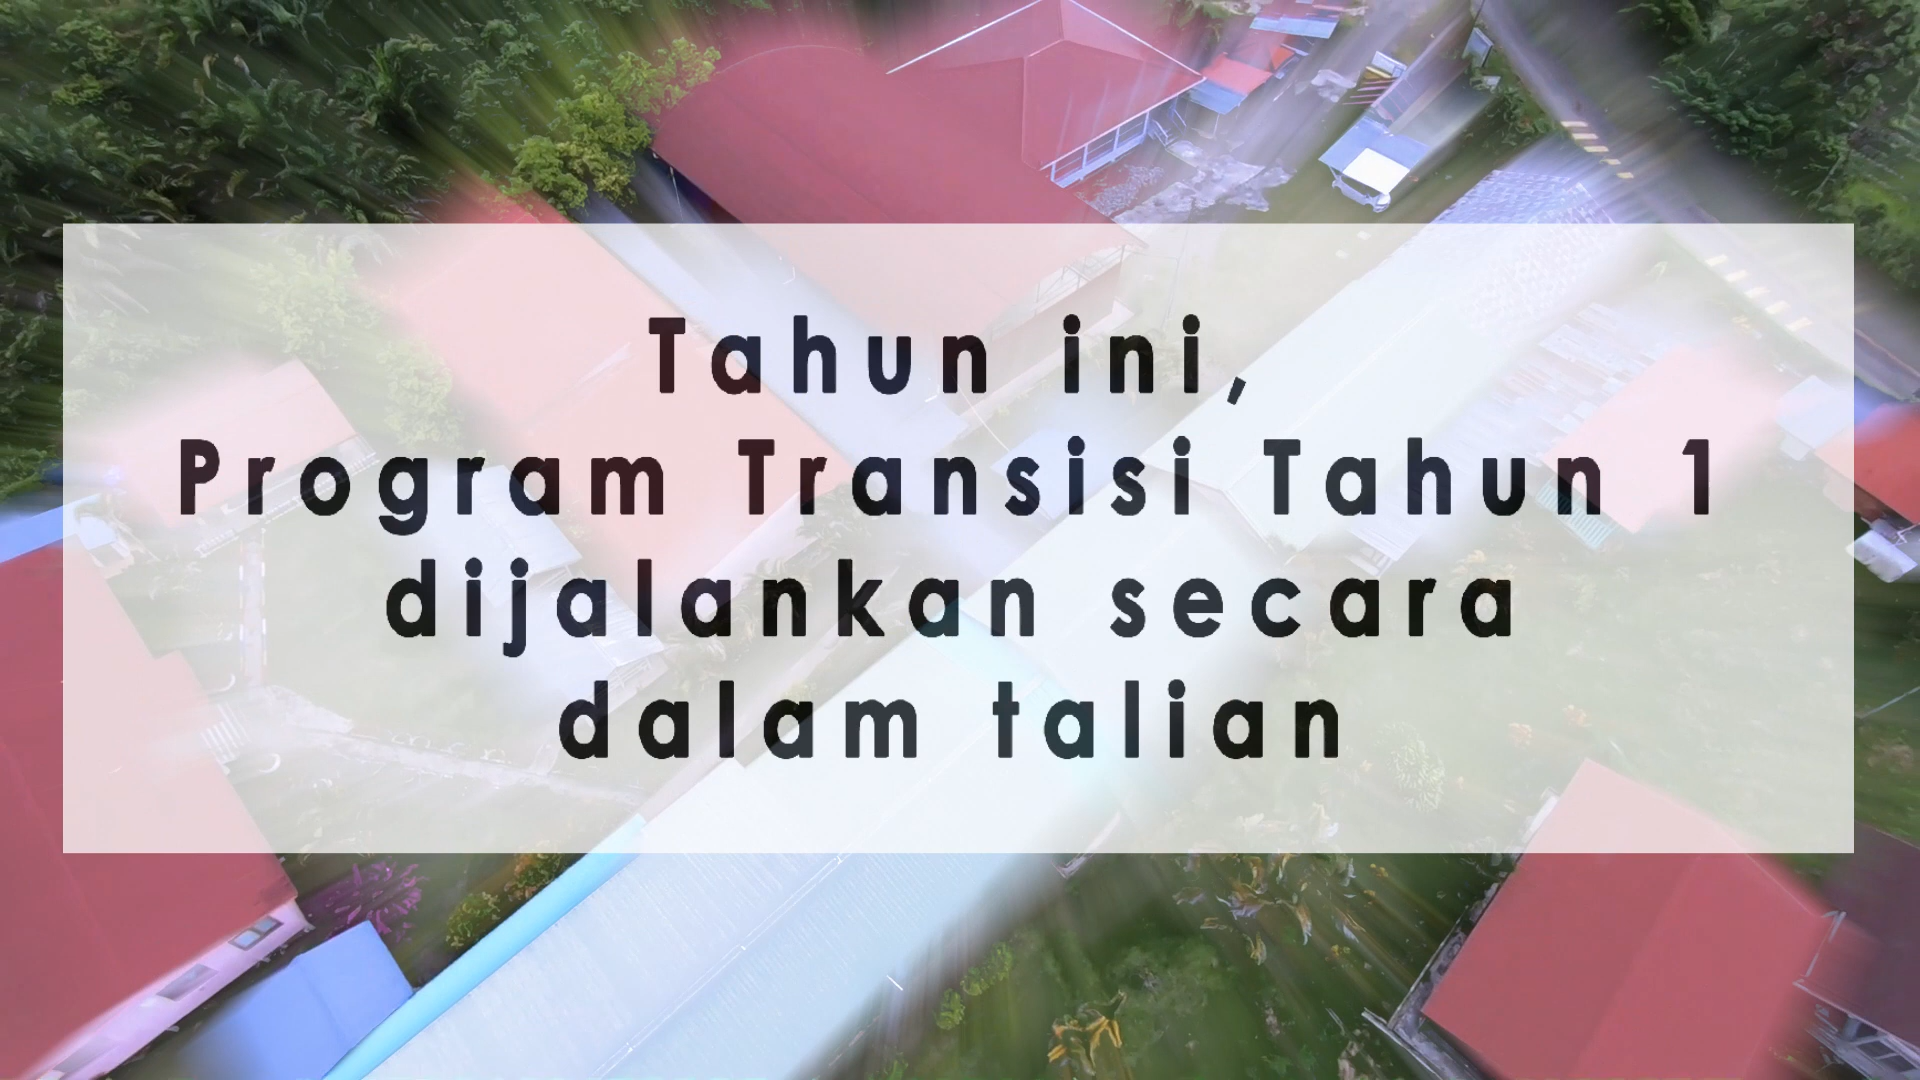 Tahun ini,
Program Transisi Tahun 1
dijalankan secara
dalam talian